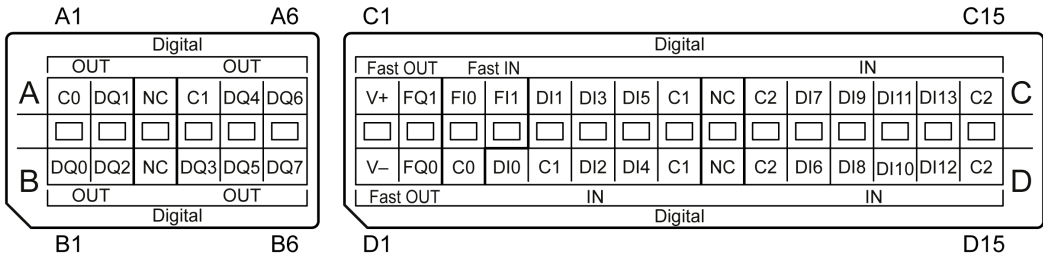 A1 A6 C1 C15
Digital Digital
OUT OUT Fast OUT Fast IN IN
A C0 DQ1 NC C1 DQ4 DQ6 V+ FQ1 FI0 FI1 DI1 DI3 DI5 C1 NC C2 DI7 DI9 DI11 DI13 C2 C
B DQ0 DQ2 NC DQ3 DQ5 DQ7 V– FQ0 C0 DI0 C1 DI2 DI4 C1 NC C2 DI6 DI8 DI10 DI12 C2 D
OUT OUT Fast OUT IN IN
Digital Digital
B1 B6 D1 D15